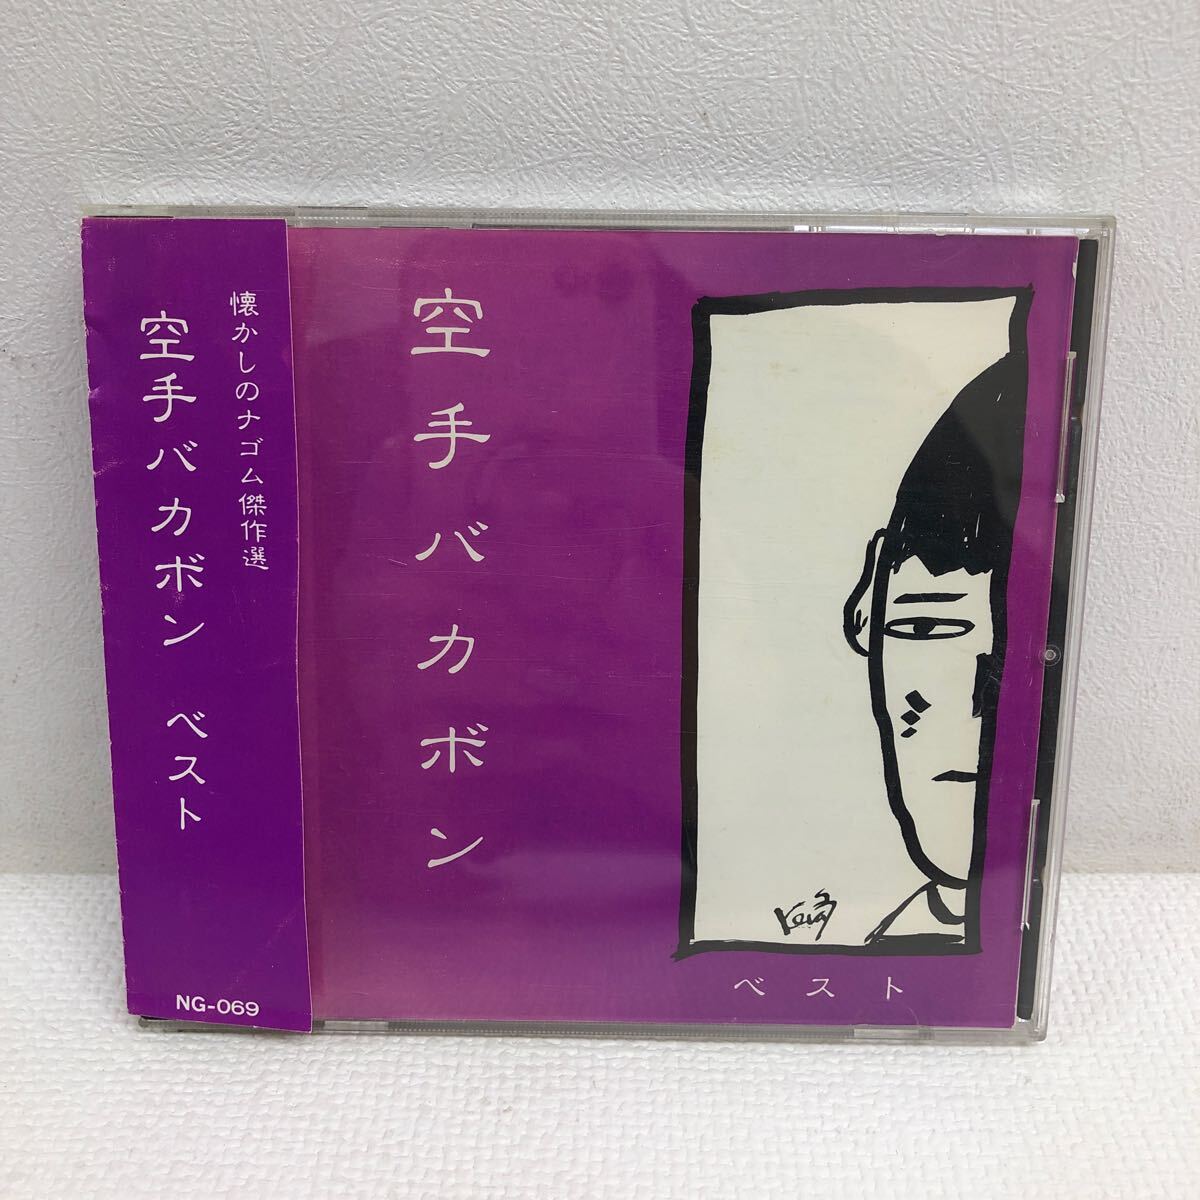 懐かしのナゴム傑作選
空手バカボン ベスト
NG-069
空手バカボン
ベスト